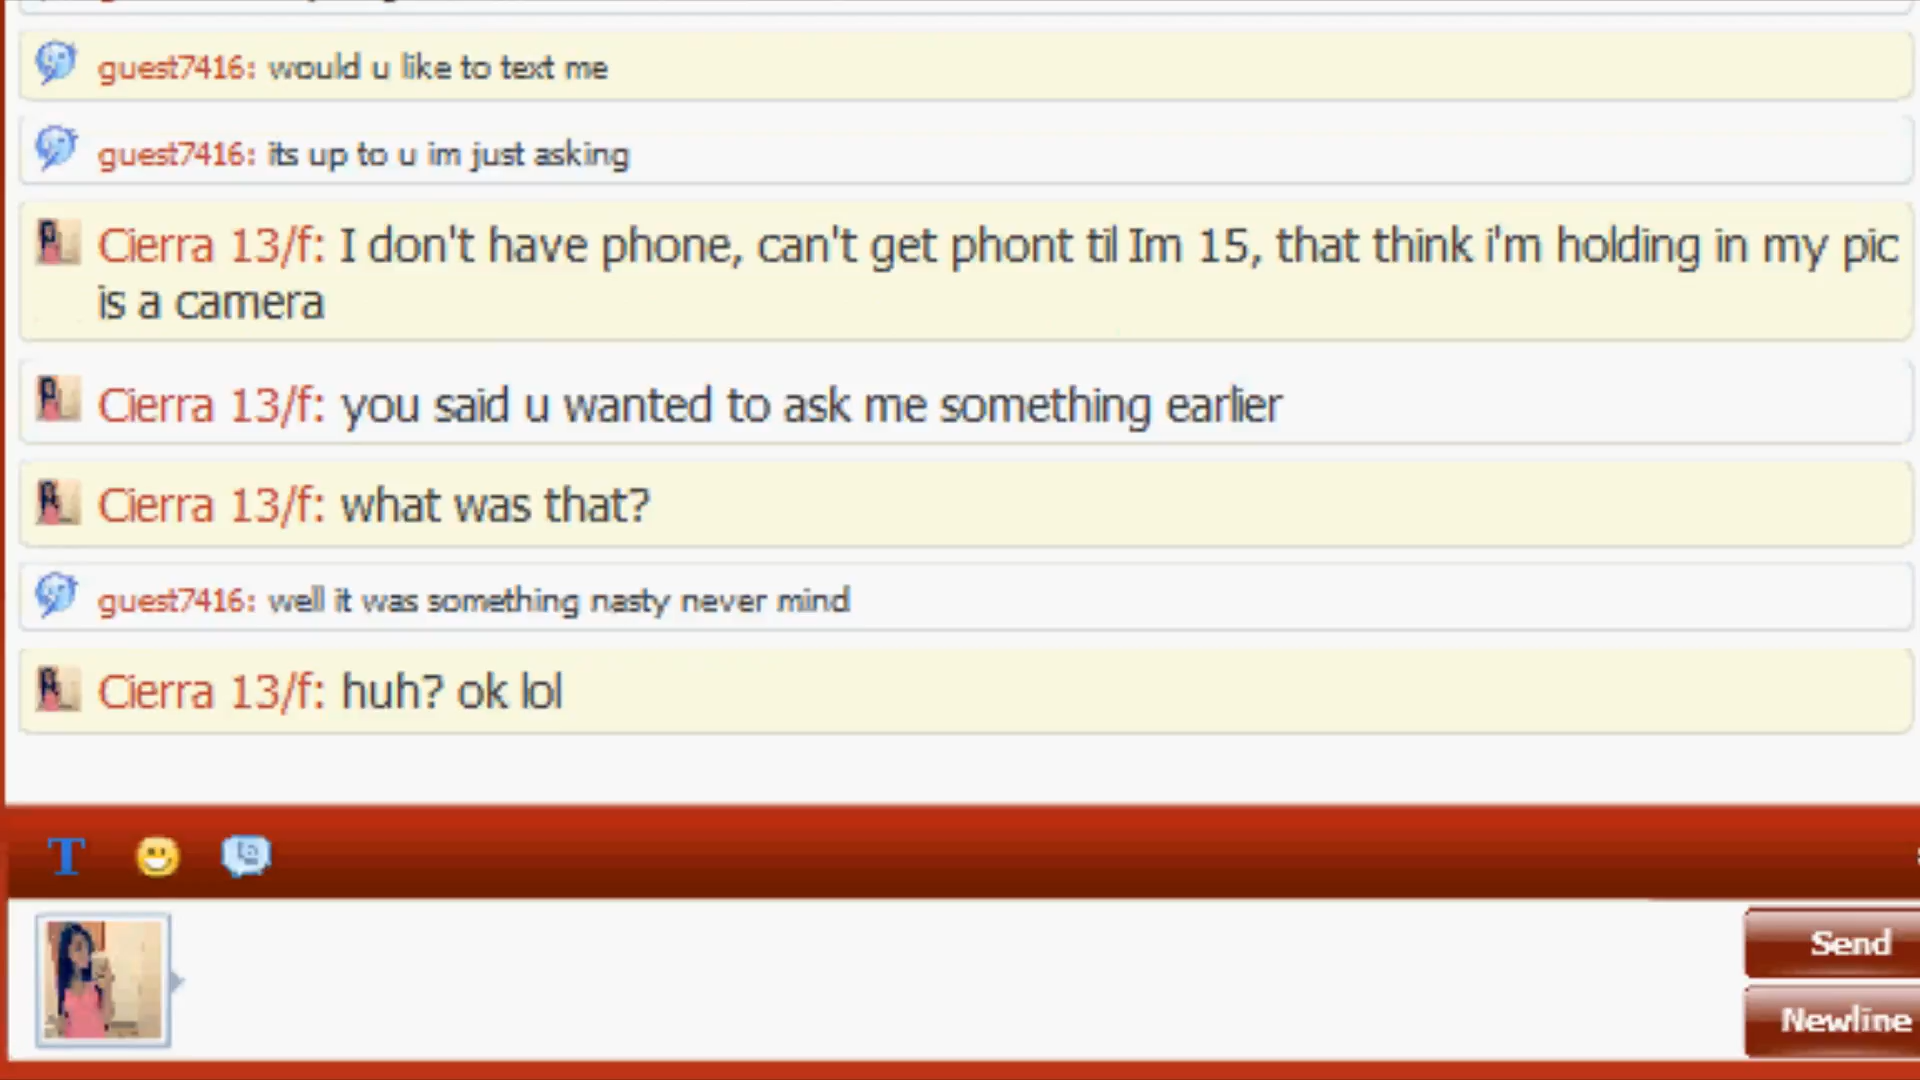 guest7416: would u like to text me
guest7416: its up to u im just asking
Cierra 13/f: I don't have phone, can't get phont til Im 15, that think i'm holding in my pic
is a camera
Cierra 13/f: you said u wanted to ask me something earlier
Cierra 13/f: what was that?
guest7416: well it was something nasty never mind
Cierra 13/f: huh? ok lol
T
Send
Newline